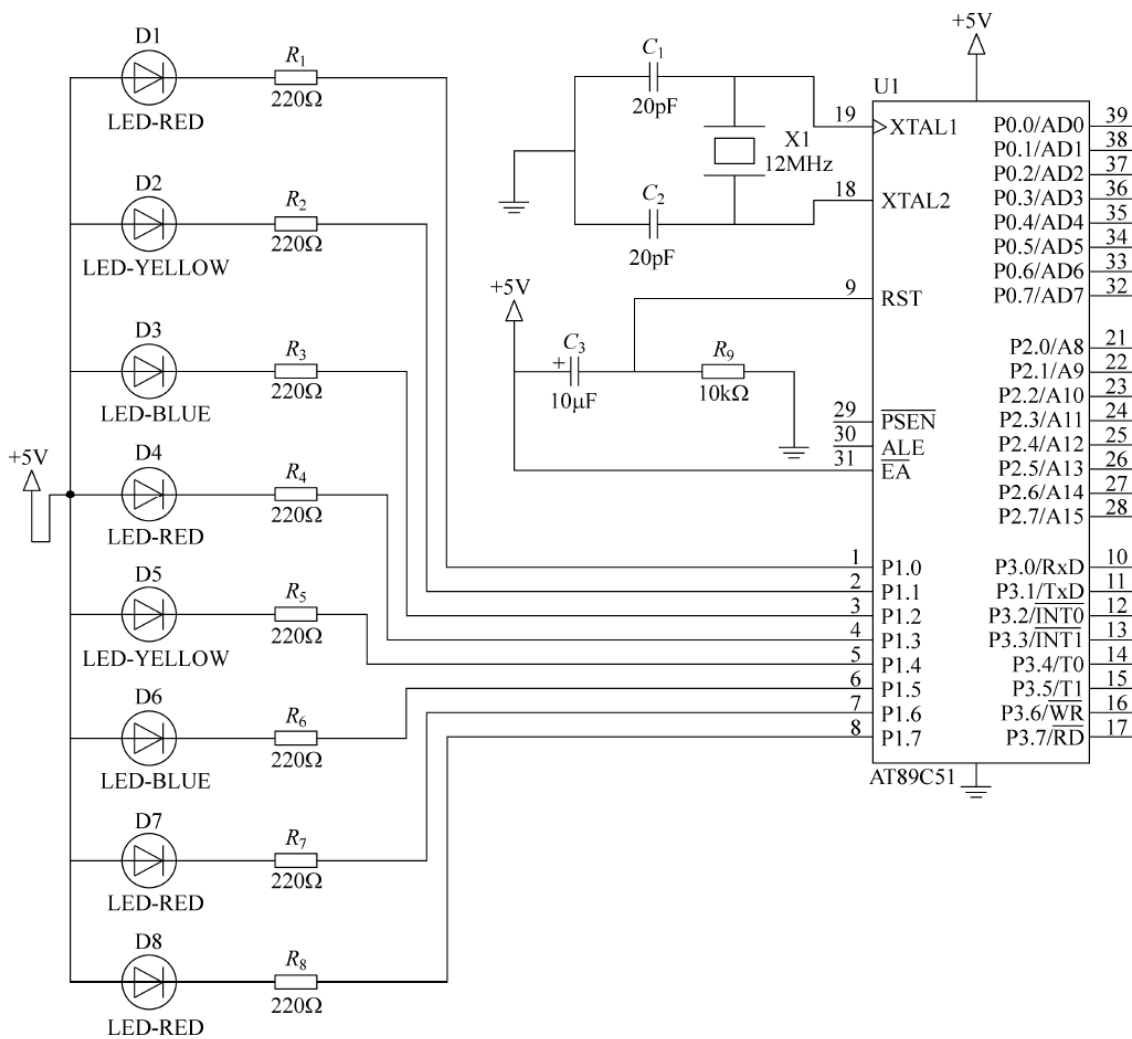 D1
R1
220Ω
LED-RED
D2
R2
220Ω
LED-YELLOW
D3
R3
220Ω
LED-BLUE
+5V
D4
R4
220Ω
LED-RED
D5
R5
220Ω
LED-YELLOW
D6
R6
220Ω
LED-BLUE
D7
R7
220Ω
LED-RED
D8
R8
220Ω
LED-RED
C1
20pF
X1
12MHz
C2
20pF
+5V
C3
+
10μF
R9
10kΩ
+5V
U1
19 XTAL1
18 XTAL2
9 RST
29 PSEN
30 ALE
31 EA
1 P1.0
2 P1.1
3 P1.2
4 P1.3
5 P1.4
6 P1.5
7 P1.6
8 P1.7
P0.0/AD0 39
P0.1/AD1 38
P0.2/AD2 37
P0.3/AD3 36
P0.4/AD4 35
P0.5/AD5 34
P0.6/AD6 33
P0.7/AD7 32
P2.0/A8 21
P2.1/A9 22
P2.2/A10 23
P2.3/A11 24
P2.4/A12 25
P2.5/A13 26
P2.6/A14 27
P2.7/A15 28
P3.0/RxD 10
P3.1/TxD 11
P3.2/INT0 12
P3.3/INT1 13
P3.4/T0 14
P3.5/T1 15
P3.6/WR 16
P3.7/RD 17
AT89C51